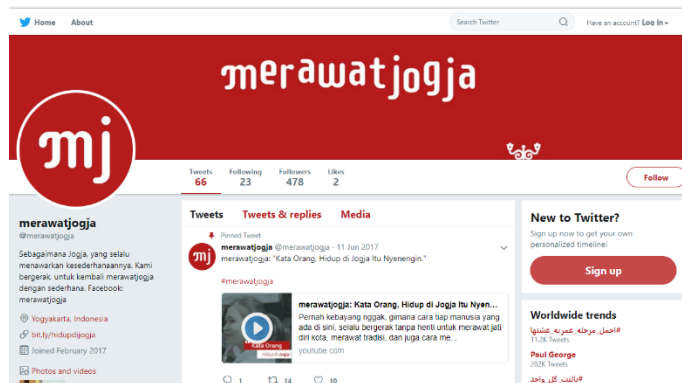 Home About Search Twitter Have an account? Log in
merawatjogja
mj
Tweets Following Followers Likes
66 23 478 2
Follow
merawatjogja
@merawatjogja
Sebagaimana Jogja, yang selalu
menawarkan kesederhanaannya. Kami
bergerak, untuk kembali merawatjogja
dengan sederhana. Facebook:
merawatjogja
Yogyakarta, Indonesia
bit.ly/hidupdijogja
Joined February 2017
Photos and videos
Tweets Tweets & replies Media
Pinned Tweet
merawatjogja @merawatjogja · 11 Jun 2017
merawatjogja: "Kata Orang, Hidup di Jogja Itu Nyenengin."
mj
#merawatjogja
merawatjogja: Kata Orang, Hidup di Jogja Itu Nyen...
Pernah kebayang nggak, gimana cara tiap manusia yang
ada di sini, selalu bergerak tanpa henti untuk merawat jati
diri kota, merawat tradisi, dan juga cara me...
youtube.com
Kata Orang
1 14 10
New to Twitter?
Sign up now to get your own
personalized timeline!
Sign up
Worldwide trends
#اجمل_مرحله_عمريه_عشتها
11.2K Tweets
Paul George
202K Tweets
#ياليت_كل_واحد